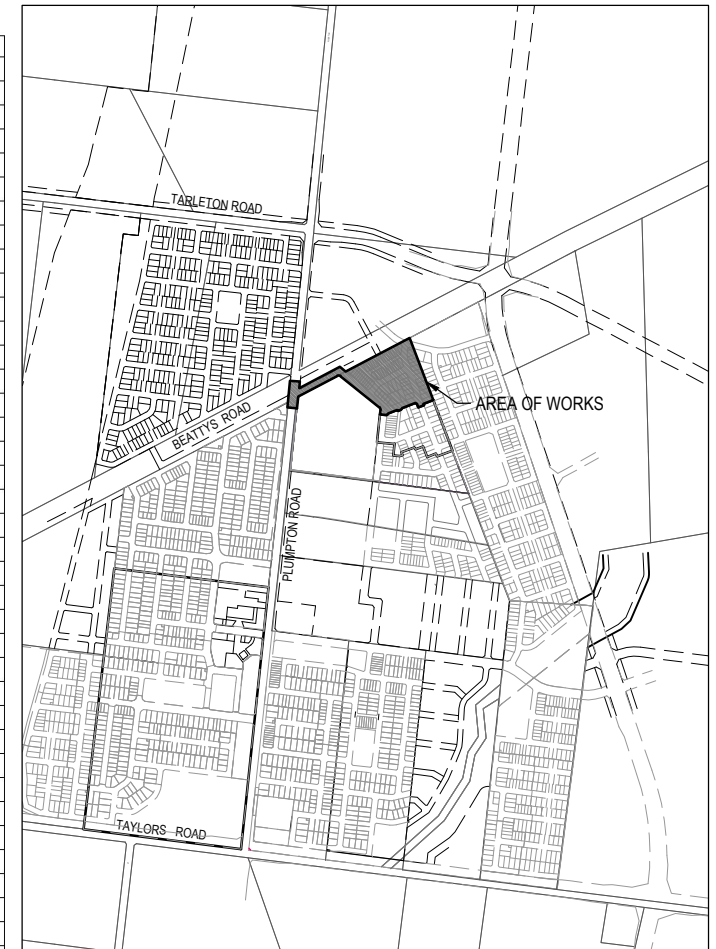 TARLETON ROAD
AREA OF WORKS
BEATTYS ROAD
PLUMPTON ROAD
TAYLORS ROAD